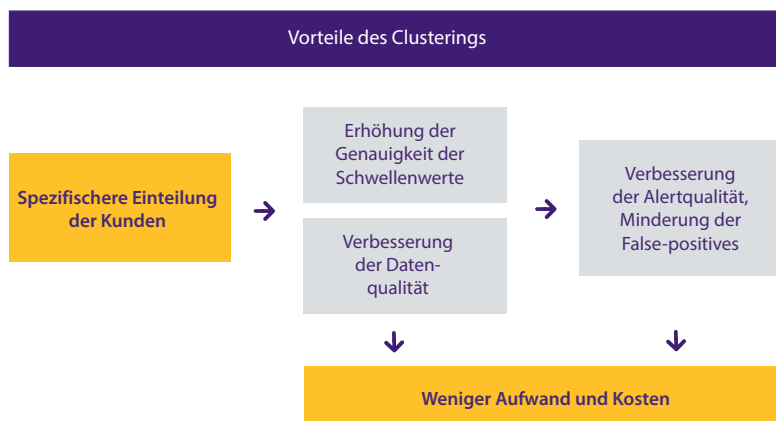 Vorteile des Clusterings
Spezifischere Einteilung
der Kunden
Erhöhung der
Genauigkeit der
Schwellenwerte
Verbesserung
der Daten-
qualität
Verbesserung
der Alertqualität,
Minderung der
False-positives
Weniger Aufwand und Kosten